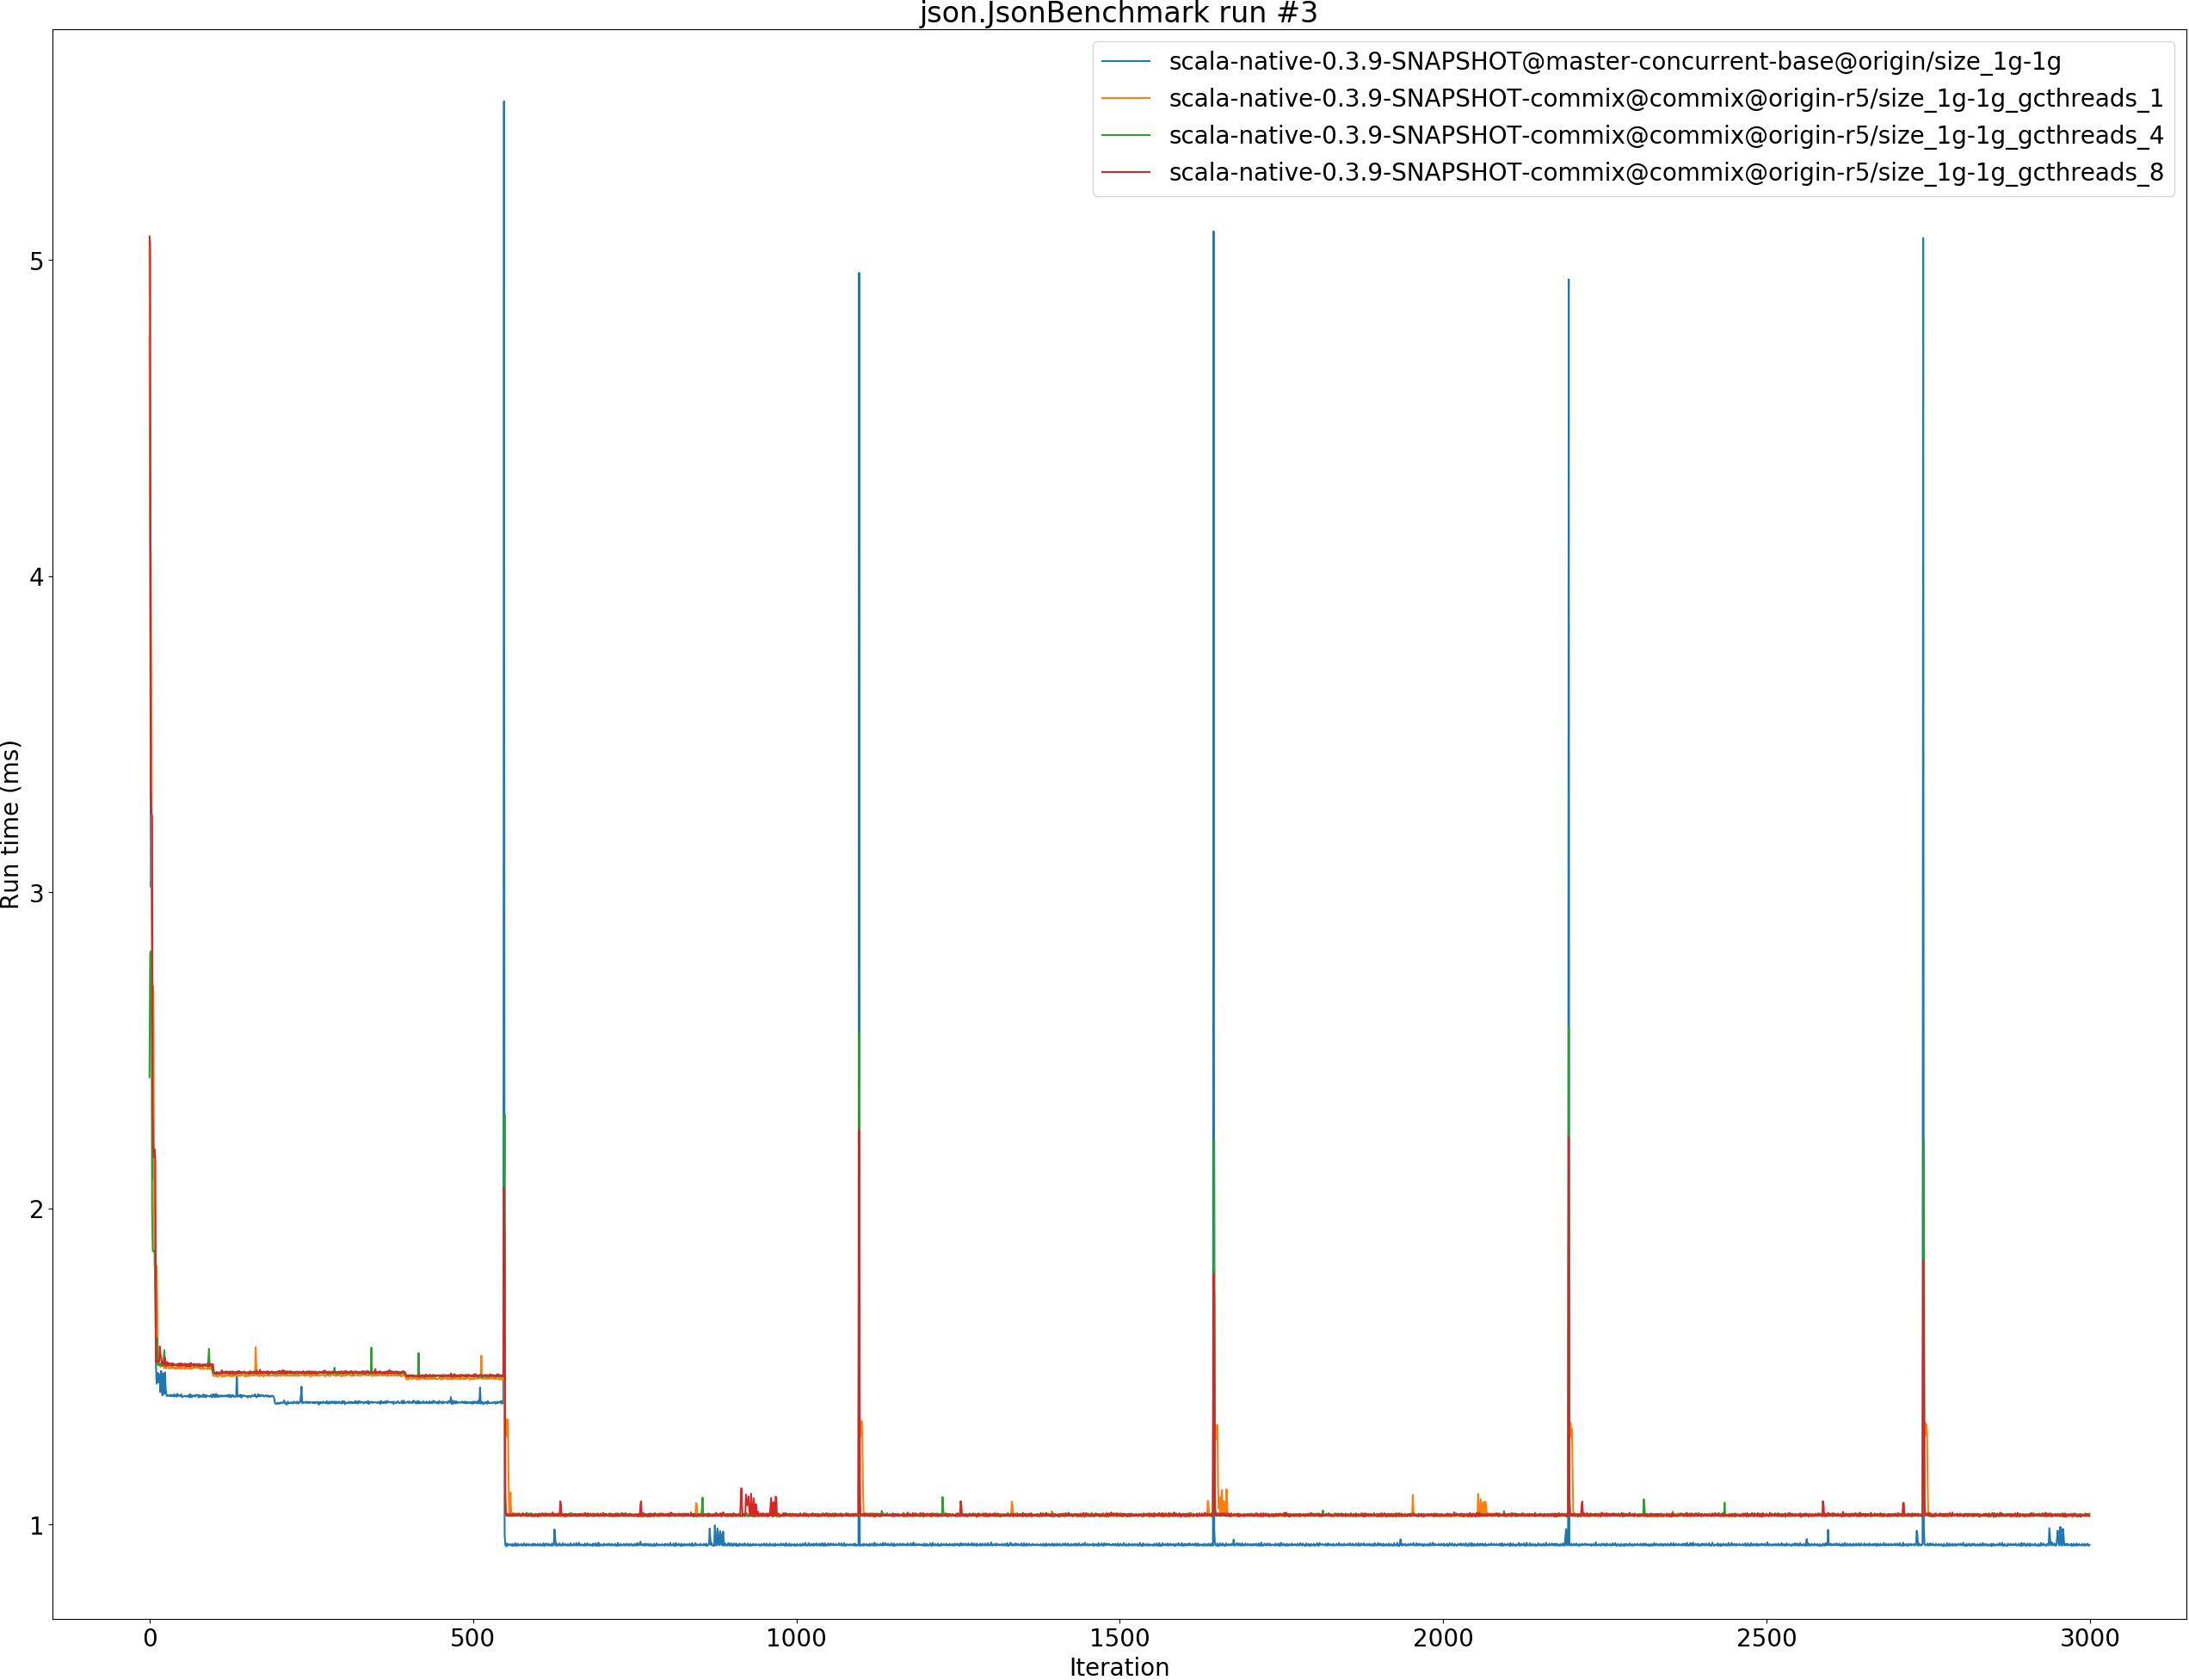 json.JsonBenchmark run #3
scala-native-0.3.9-SNAPSHOT@master-concurrent-base@origin/size_1g-1g
scala-native-0.3.9-SNAPSHOT-commix@commix@origin-r5/size_1g-1g_gcthreads_1
scala-native-0.3.9-SNAPSHOT-commix@commix@origin-r5/size_1g-1g_gcthreads_4
scala-native-0.3.9-SNAPSHOT-commix@commix@origin-r5/size_1g-1g_gcthreads_8
5
4
3
2
1
Run time (ms)
0 500 1000 1500 2000 2500 3000
Iteration